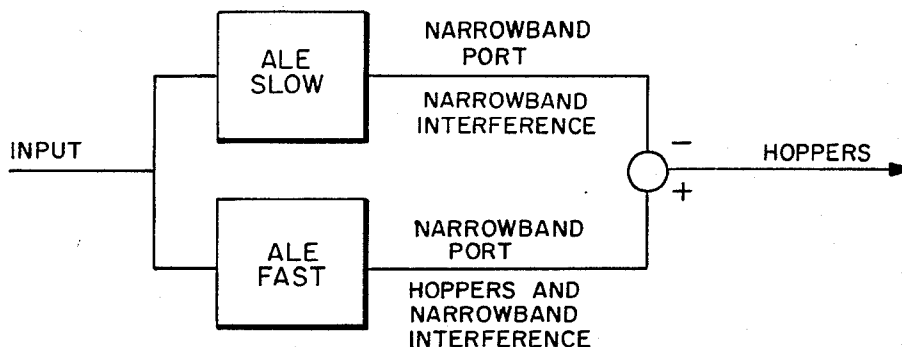 NARROWBAND
PORT
ALE
SLOW
NARROWBAND
INTERFERENCE
INPUT
−
HOPPERS
+
NARROWBAND
PORT
ALE
FAST
HOPPERS AND
NARROWBAND
INTERFERENCE